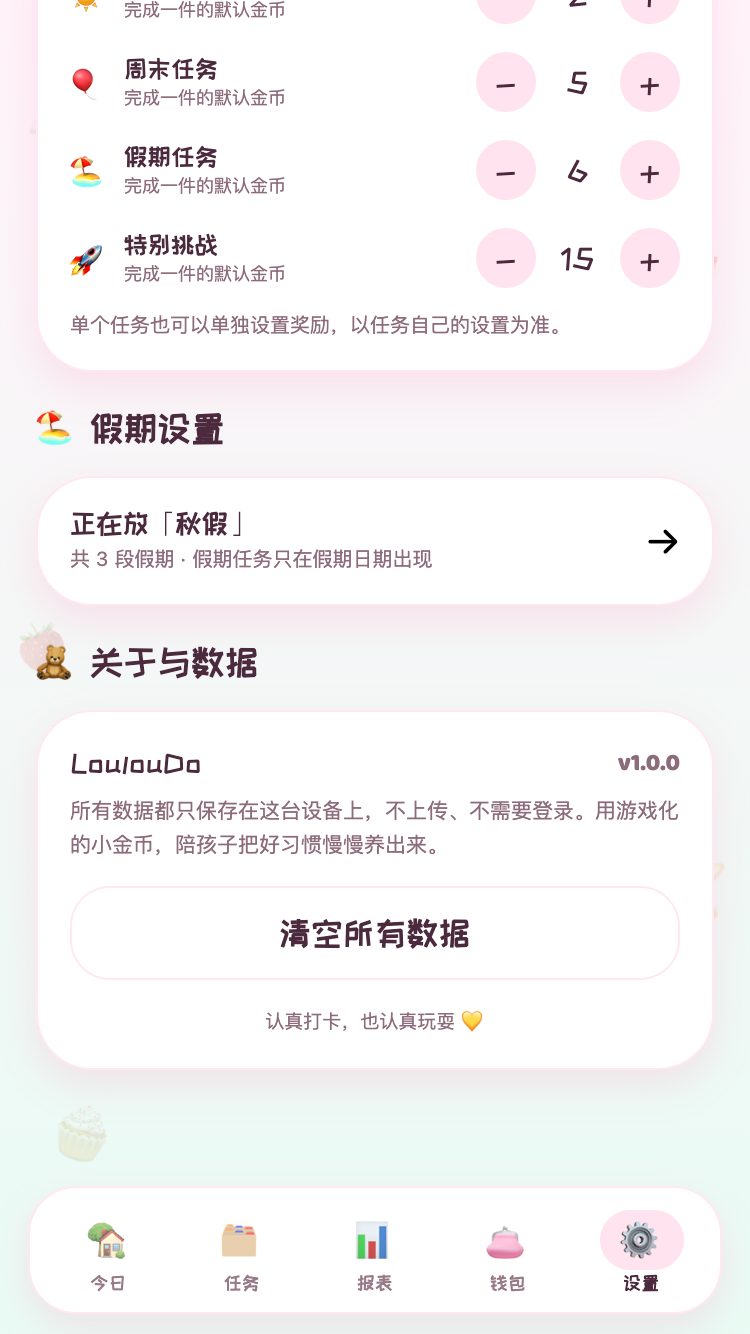 完成一件的默认金币
2
+
周末任务
完成一件的默认金币
− 5 +
假期任务
完成一件的默认金币
− 6 +
特别挑战
完成一件的默认金币
− 15 +
单个任务也可以单独设置奖励，以任务自己的设置为准。
假期设置
正在放「秋假」
共 3 段假期 · 假期任务只在假期日期出现
关于与数据
LoulouDo
v1.0.0
所有数据都只保存在这台设备上，不上传、不需要登录。用游戏化
的小金币，陪孩子把好习惯慢慢养出来。
清空所有数据
认真打卡，也认真玩耍 💛
今日 任务 报表 钱包 设置